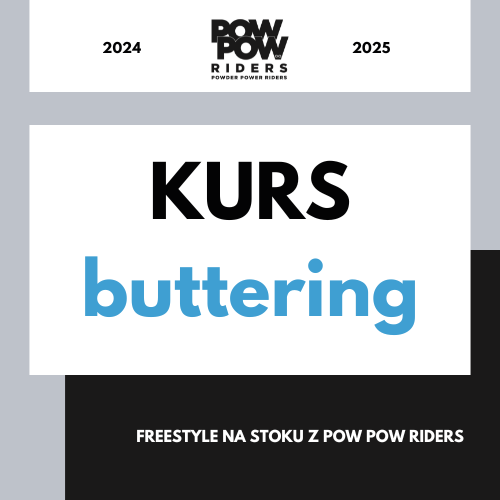 2024
POW
POW
RIDERS
POWDER POWER RIDERS
2025
KURS
buttering
FREESTYLE NA STOKU Z POW POW RIDERS